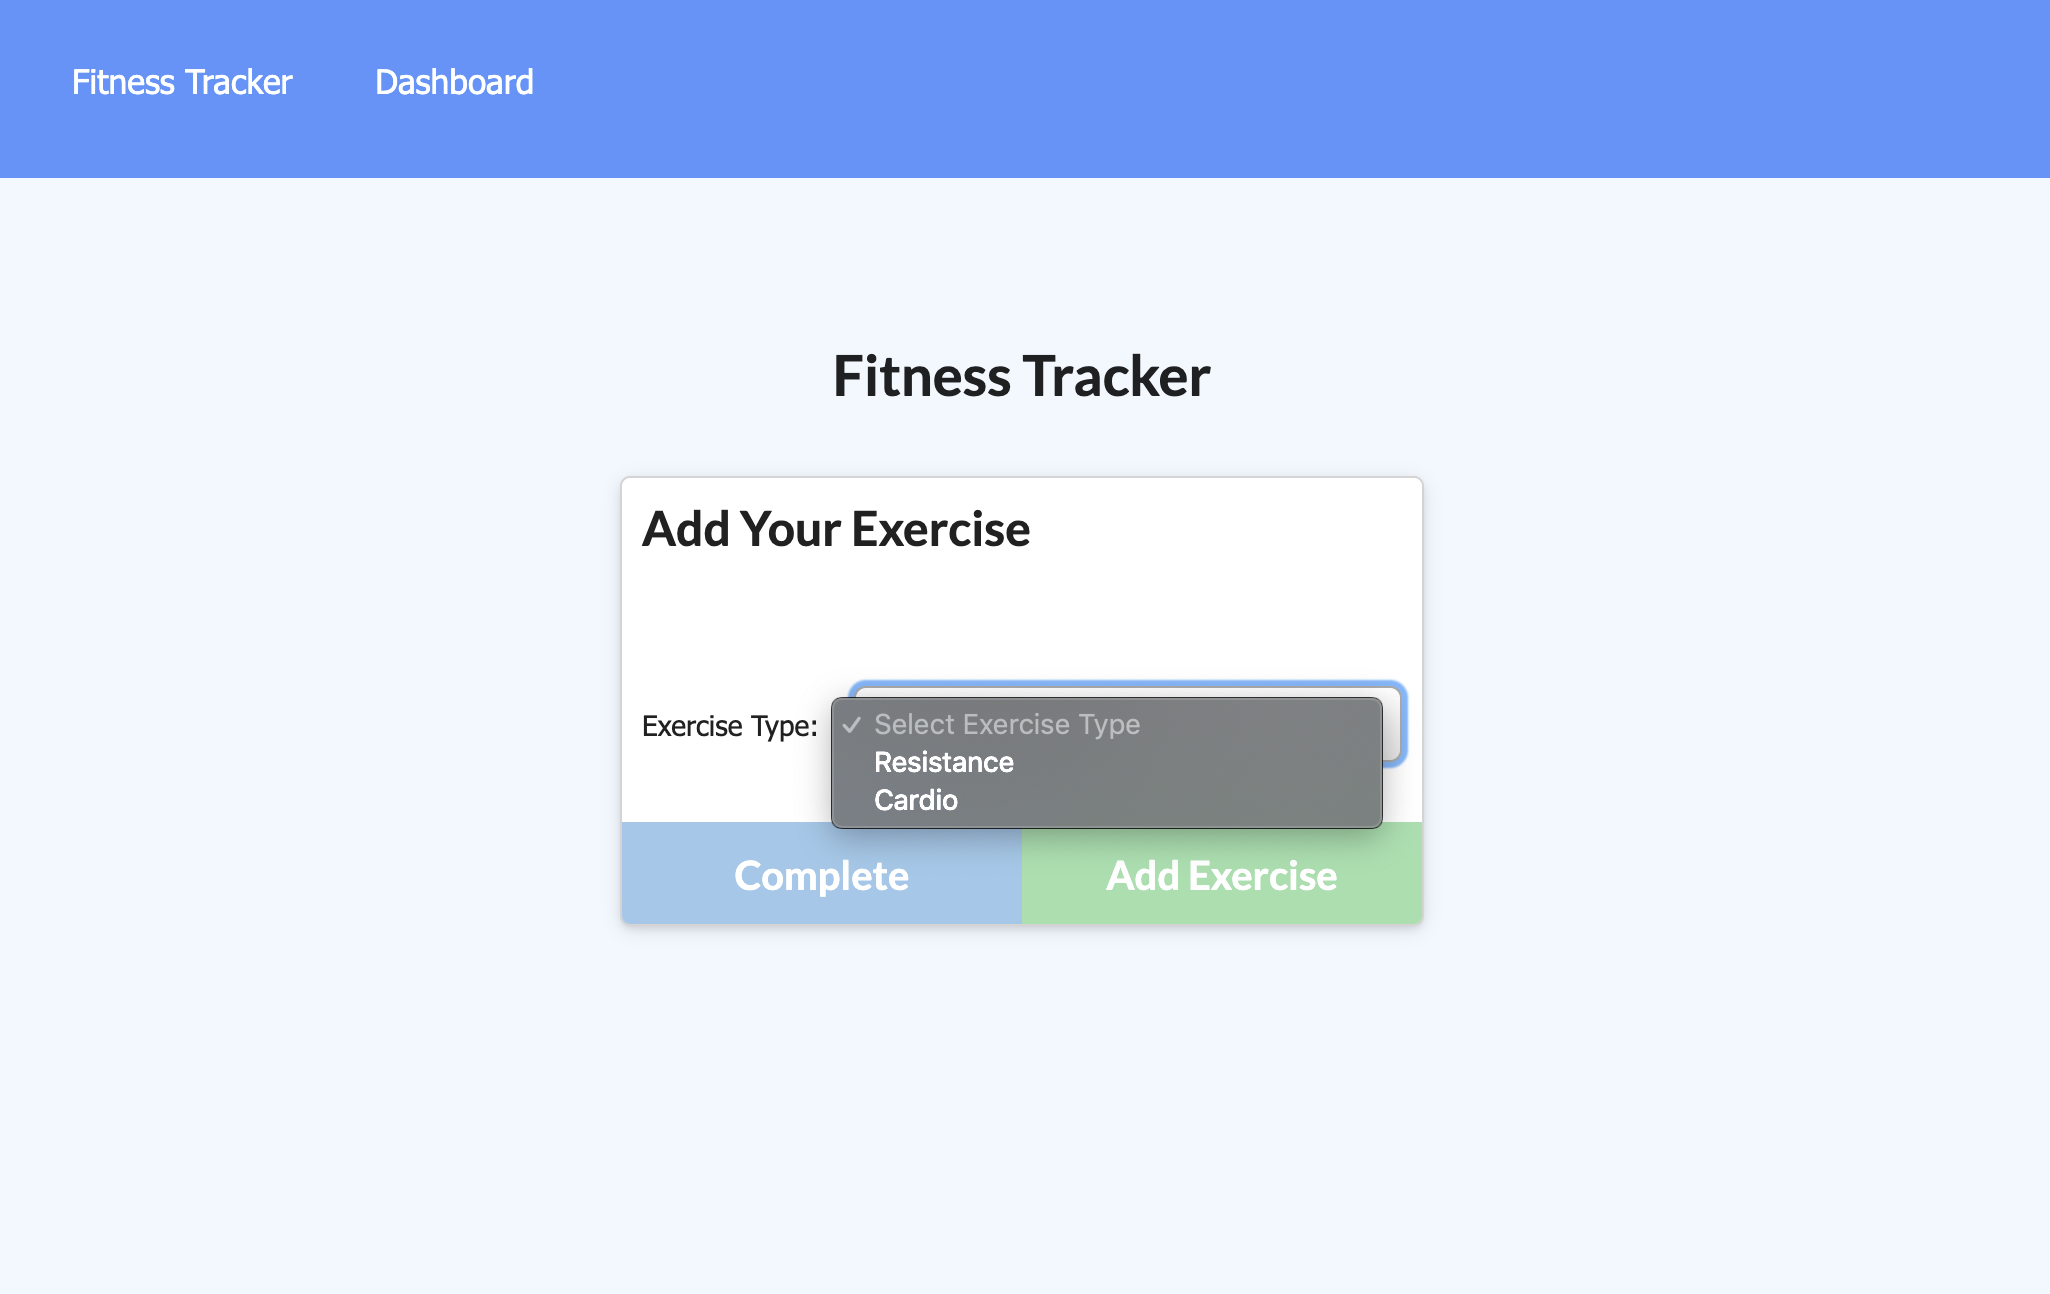 Fitness Tracker Dashboard
Fitness Tracker
Add Your Exercise
Exercise Type: ✓ Select Exercise Type
Resistance
Cardio
Complete Add Exercise